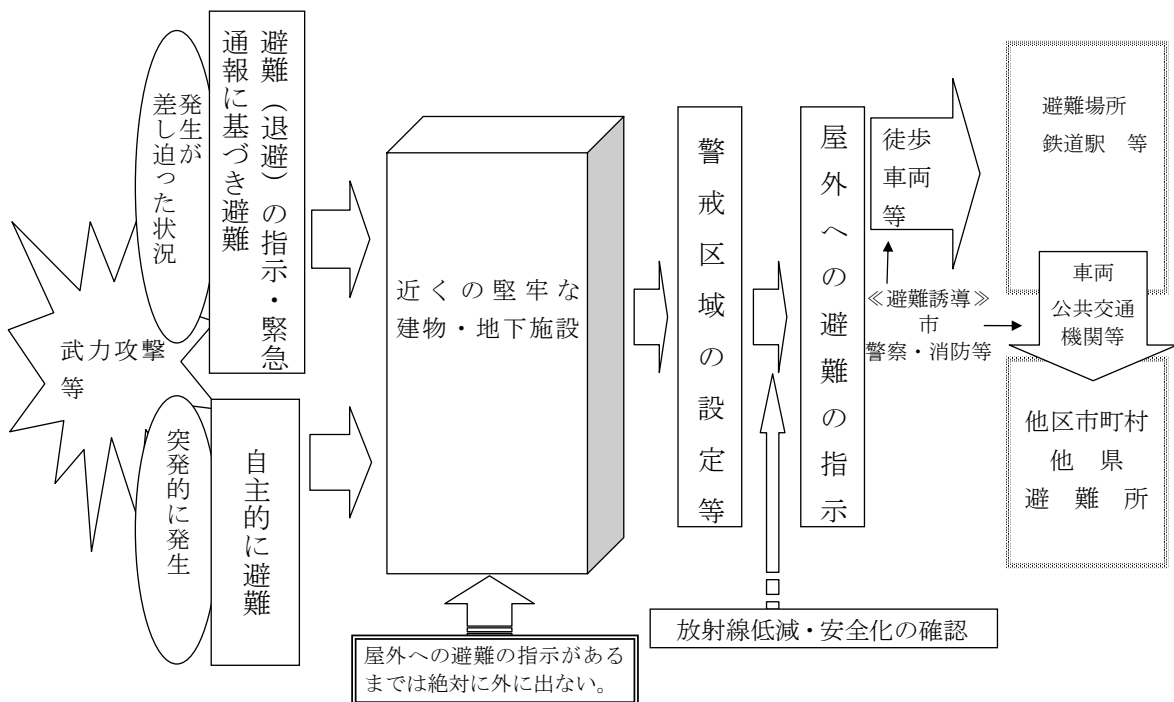 武力攻撃
等
発生が
差し迫った状況
避難（退避）の指示・緊急
通報に基づき避難
突発的に発生
自主的に避難
近くの堅牢な
建物・地下施設
屋外への避難の指示がある
までは絶対に外に出ない。
警戒区域の設定等
放射線低減・安全化の確認
屋外への避難の指示
徒歩
車両
等
≪避難誘導≫
市
警察・消防等
避難場所
鉄道駅　等
車両
公共交通
機関等
他区市町村
他　県
避　難　所